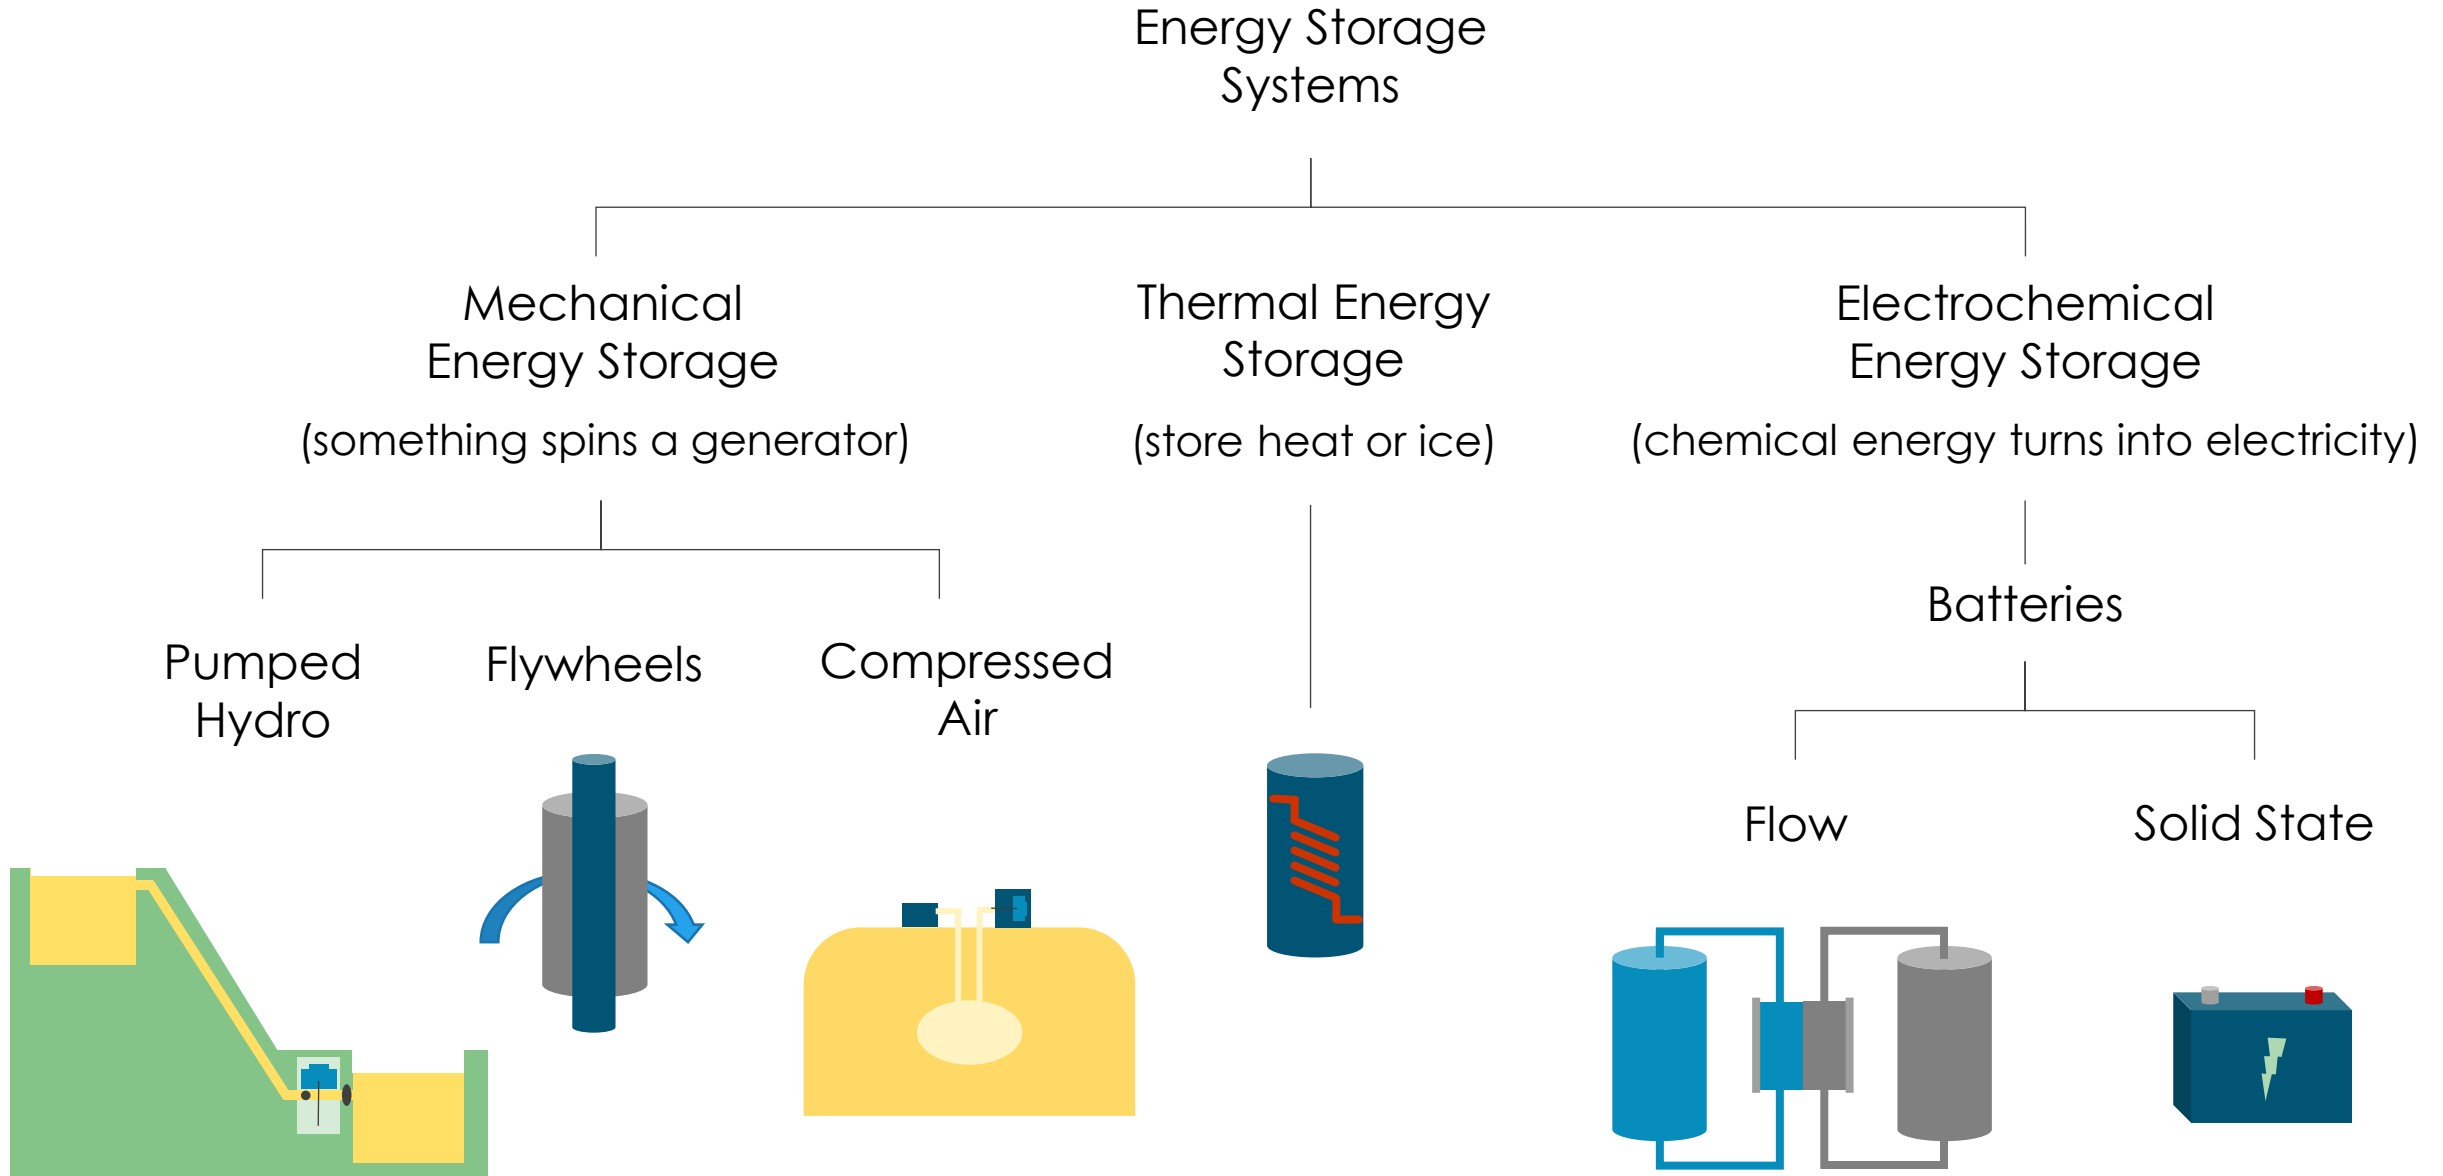 Energy Storage
Systems
Mechanical
Energy Storage
(something spins a generator)
Thermal Energy
Storage
(store heat or ice)
Electrochemical
Energy Storage
(chemical energy turns into electricity)
Pumped
Hydro
Flywheels
Compressed
Air
Batteries
Flow
Solid State